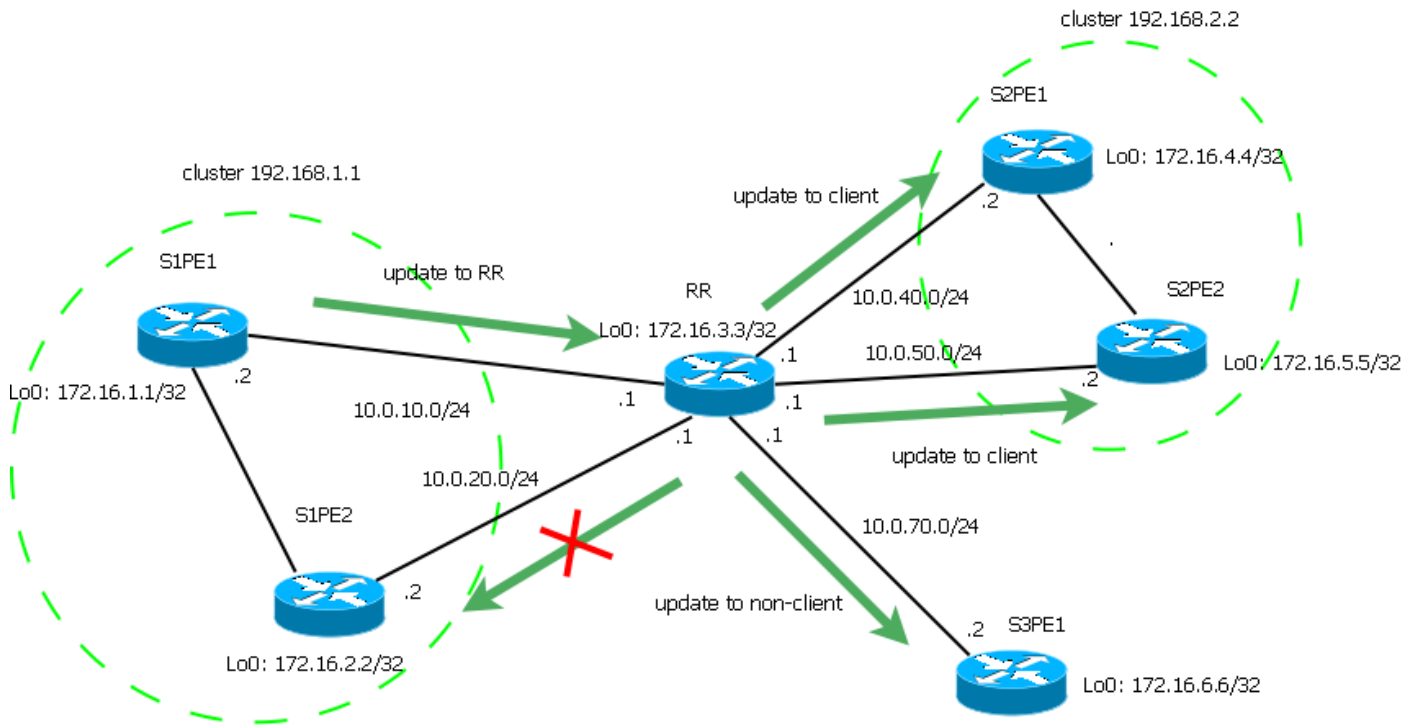 cluster 192.168.2.2
S2PE1
Lo0: 172.16.4.4/32
cluster 192.168.1.1
update to client
.2
S1PE1
update to RR
RR
10.0.40.0/24
S2PE2
Lo0: 172.16.3.3/32
.1
10.0.50.0/24
.2
Lo0: 172.16.5.5/32
.2
Lo0: 172.16.1.1/32
.1
.1
10.0.10.0/24
.1
.1
update to client
10.0.20.0/24
S1PE2
10.0.70.0/24
.2
update to non-client
.2
S3PE1
Lo0: 172.16.2.2/32
Lo0: 172.16.6.6/32